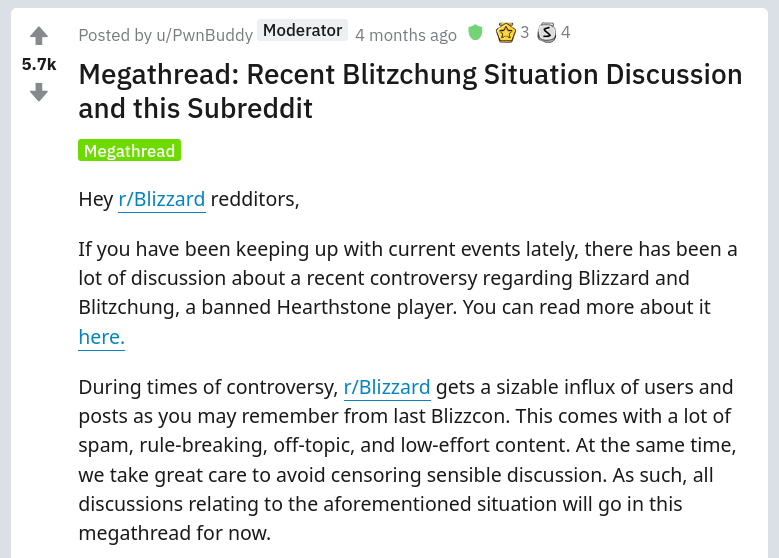 Posted by u/PwnBuddy Moderator 4 months ago 3 S 4
5.7k
Megathread: Recent Blitzchung Situation Discussion
and this Subreddit
Megathread
Hey r/Blizzard redditors,
If you have been keeping up with current events lately, there has been a
lot of discussion about a recent controversy regarding Blizzard and
Blitzchung, a banned Hearthstone player. You can read more about it
here.
During times of controversy, r/Blizzard gets a sizable influx of users and
posts as you may remember from last Blizzcon. This comes with a lot of
spam, rule-breaking, off-topic, and low-effort content. At the same time,
we take great care to avoid censoring sensible discussion. As such, all
discussions relating to the aforementioned situation will go in this
megathread for now.